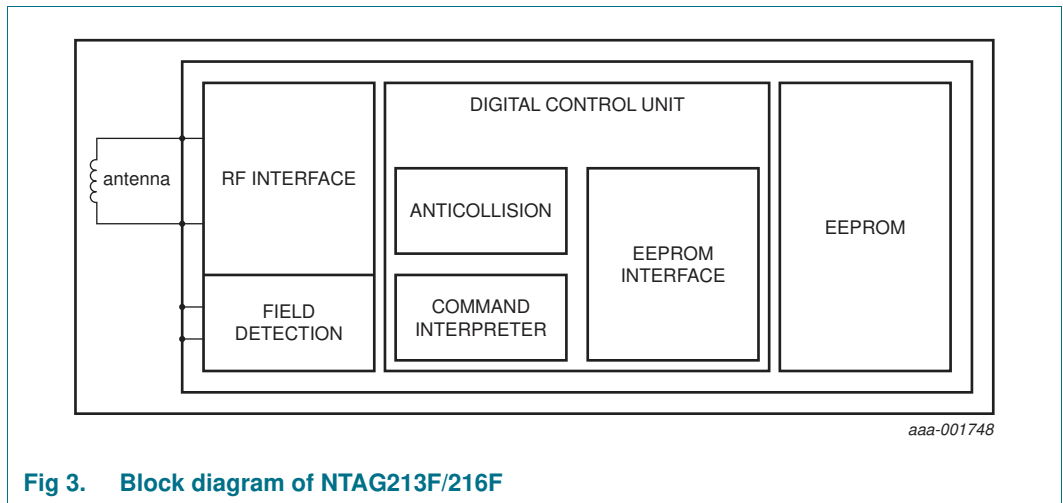 antenna
RF INTERFACE
FIELD
DETECTION
DIGITAL CONTROL UNIT
ANTICOLLISION
COMMAND
INTERPRETER
EEPROM
INTERFACE
EEPROM
aaa-001748
Fig 3. Block diagram of NTAG213F/216F